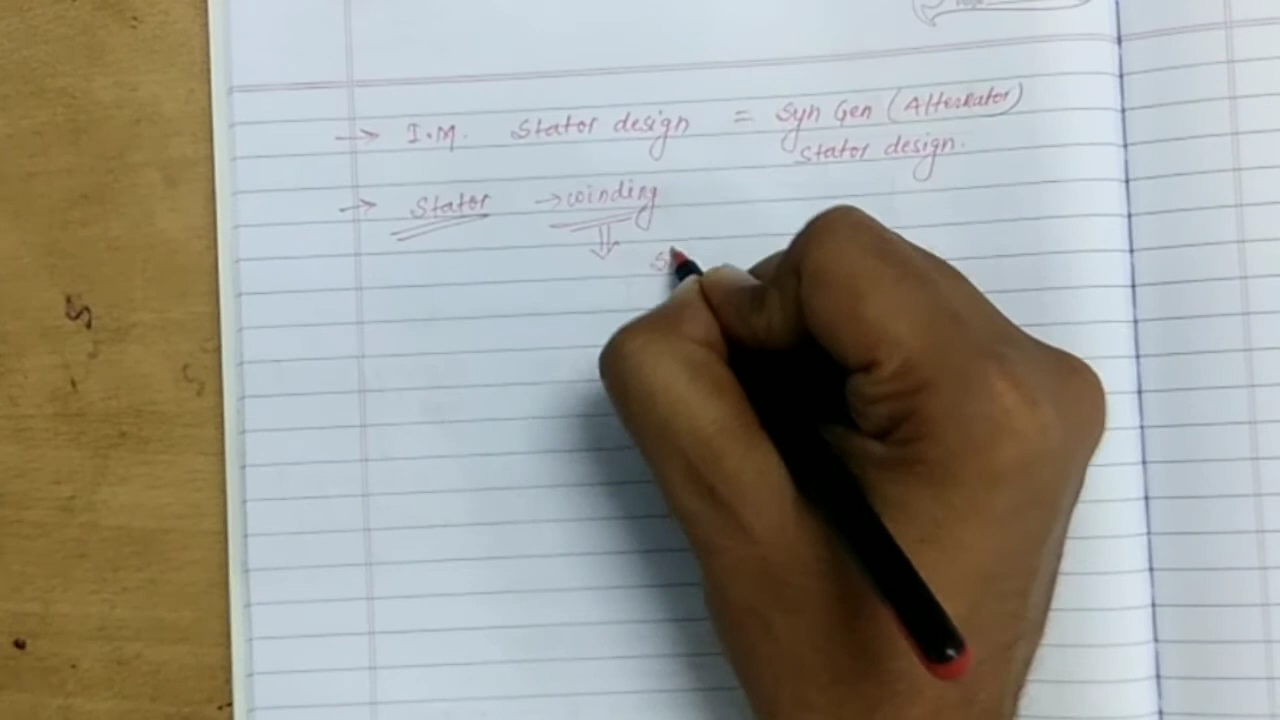 → I.M. Stator design = Syn Gen (Alternator)
Stator design.
→ Stator → winding
⇓ S